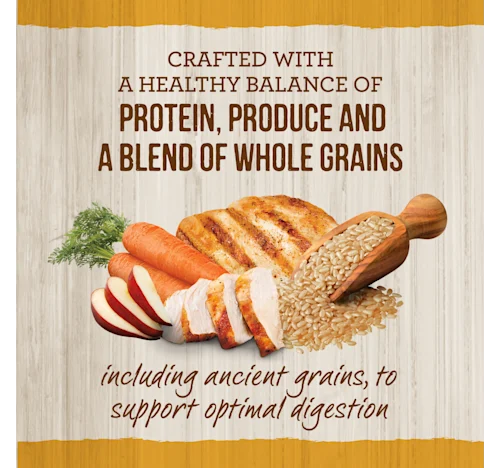 CRAFTED WITH
A HEALTHY BALANCE OF
PROTEIN, PRODUCE AND
A BLEND OF WHOLE GRAINS
including ancient grains, to
support optimal digestion